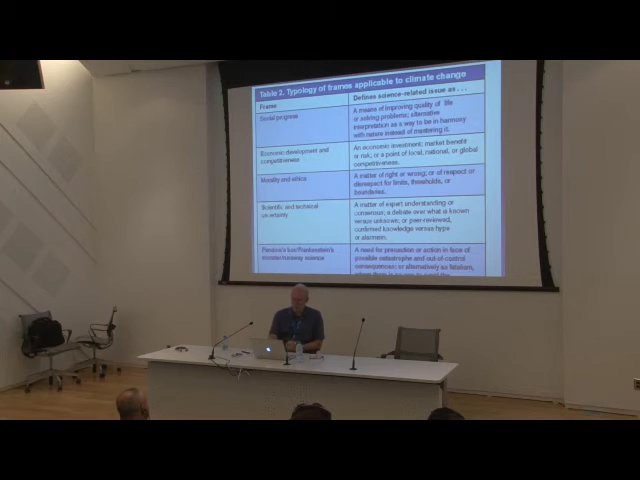 Table 2. Typology of frames applicable to climate change
Frame
Defines science-related issue as . . .
Social progress
A means of improving quality of life
or solving problems; alternative
interpretation as a way to be in harmony
with nature instead of mastering it.
Economic development and
competitiveness
An economic investment; market benefit
or risk; or a point of local, national, or global
competitiveness.
Morality and ethics
A matter of right or wrong; or of respect or
disrespect for limits, thresholds, or
boundaries.
Scientific and technical
uncertainty
A matter of expert understanding or
consensus; a debate over what is known
versus unknown; or peer-reviewed,
confirmed knowledge versus hype
or alarmism.
Pandora's box/Frankenstein's
monster/runaway science
A need for precaution or action in face of
possible catastrophe and out-of-control
consequences; or alternatively as fatalism,